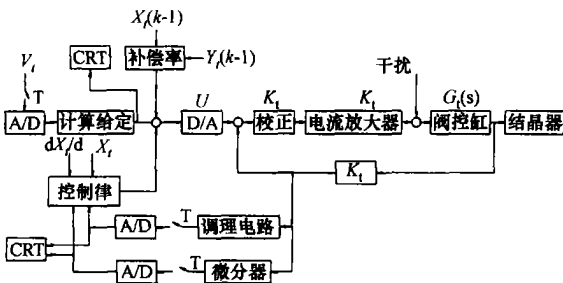 X_t(k-1)
CRT
补偿率
Y_t(k-1)
V_t
T
干扰
U
K_t
K_t
G_t(s)
A/D
计算给定
D/A
校正
电流放大器
阀控缸
结晶器
dX_t/d
X_t
K_t
控制律
A/D
T
调理电路
CRT
A/D
T
微分器